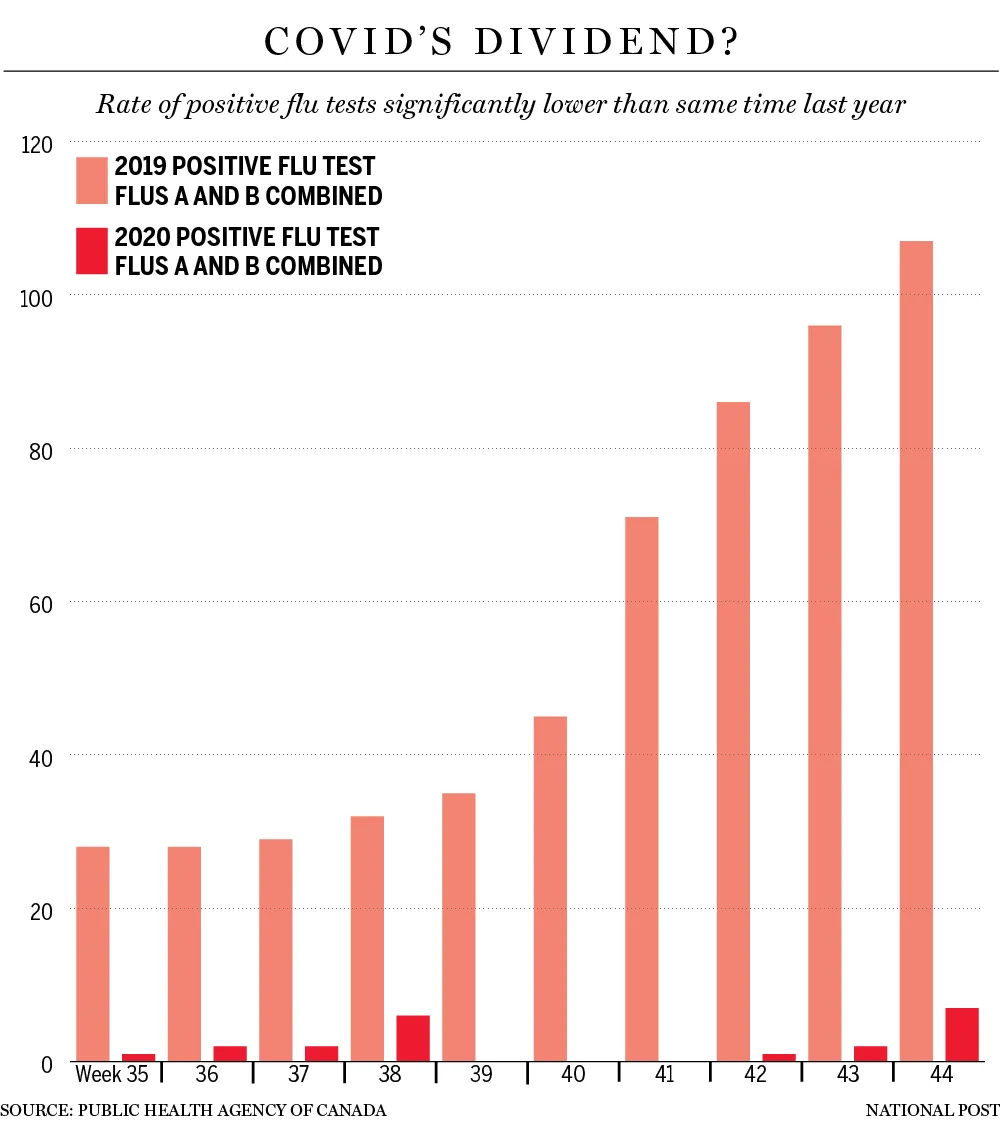 COVID'S DIVIDEND?
Rate of positive flu tests significantly lower than same time last year
120
2019 POSITIVE FLU TEST
FLUS A AND B COMBINED
2020 POSITIVE FLU TEST
FLUS A AND B COMBINED
100
80
60
40
20
0
Week 35 36 37 38 39 40 41 42 43 44
SOURCE: PUBLIC HEALTH AGENCY OF CANADA NATIONAL POST